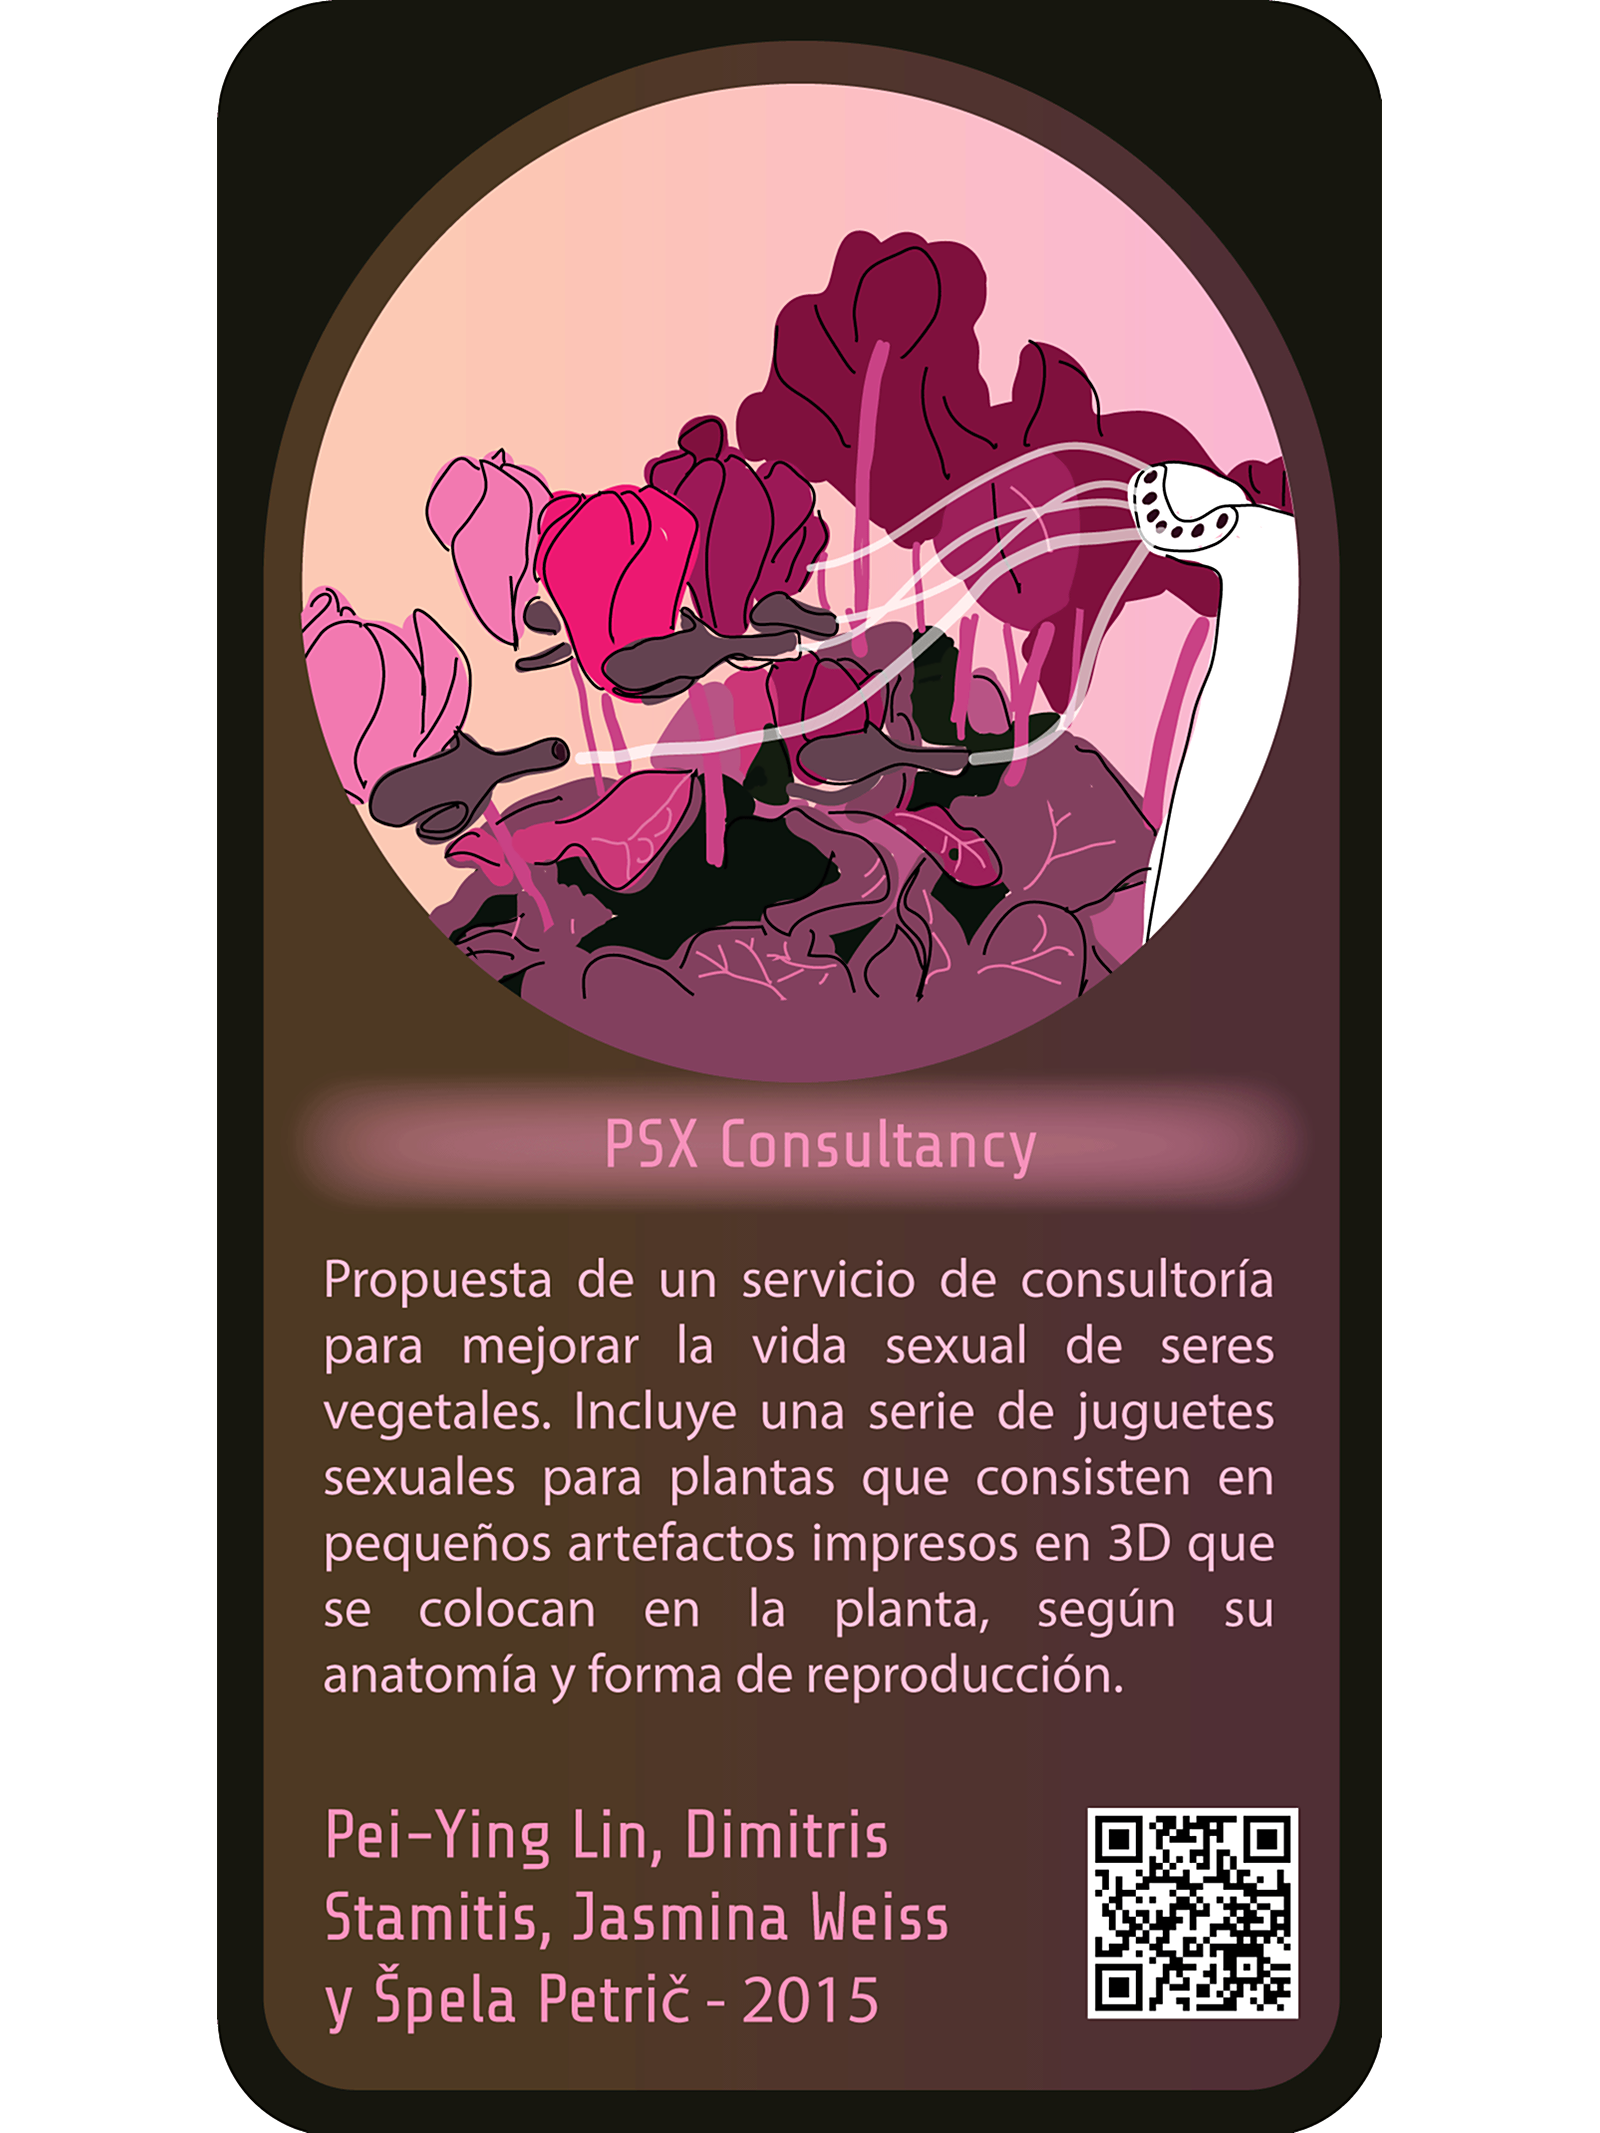 PSX Consultancy
Propuesta de un servicio de consultoría
para mejorar la vida sexual de seres
vegetales. Incluye una serie de juguetes
sexuales para plantas que consisten en
pequeños artefactos impresos en 3D que
se colocan en la planta, según su
anatomía y forma de reproducción.
Pei-Ying Lin, Dimitris
Stamitis, Jasmina Weiss
y Špela Petrič - 2015